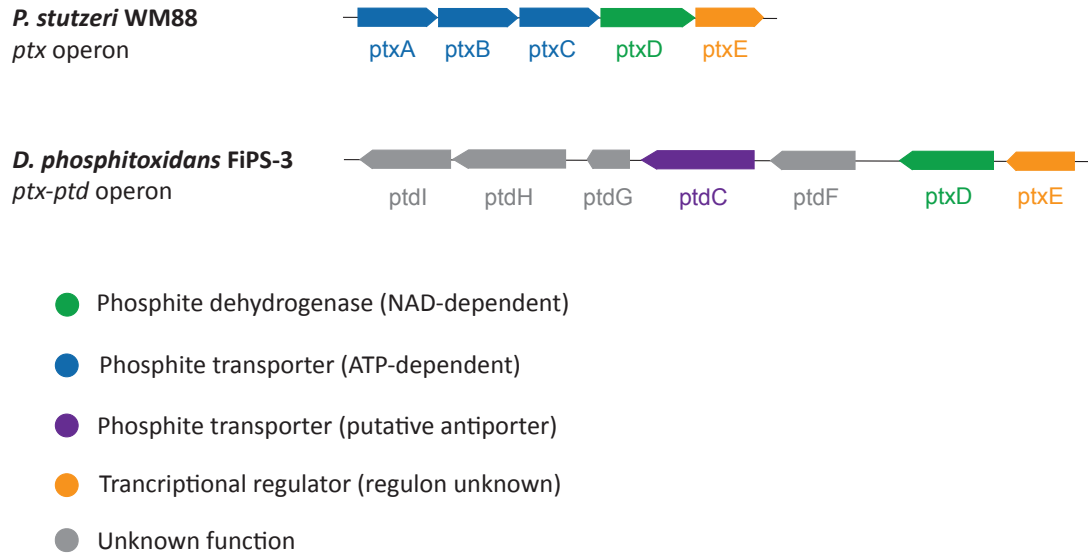 P. stutzeri WM88
ptx operon
ptxA ptxB ptxC ptxD ptxE
D. phosphitoxidans FiPS-3
ptx-ptd operon
ptdI ptdH ptdG ptdC ptdF ptxD ptxE
Phosphite dehydrogenase (NAD-dependent)
Phosphite transporter (ATP-dependent)
Phosphite transporter (putative antiporter)
Trancriptional regulator (regulon unknown)
Unknown function